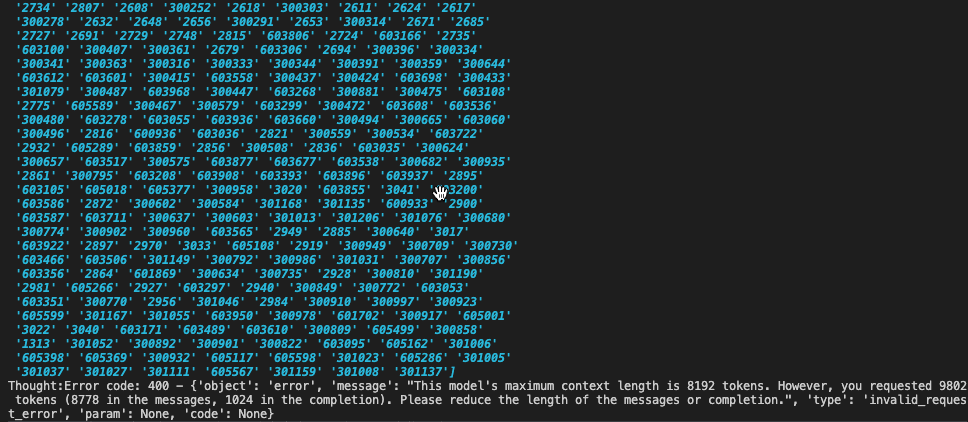 '2734' '2807' '2608' '300252' '2618' '300303' '2611' '2624' '2617'
'300278' '2632' '2648' '2656' '300291' '2653' '300314' '2671' '2685'
'2727' '2691' '2729' '2748' '2815' '603806' '2724' '603166' '2735'
'603100' '300407' '300361' '2679' '603306' '2694' '300396' '300334'
'300341' '300363' '300316' '300333' '300344' '300391' '300359' '300644'
'603612' '603601' '300415' '603558' '300437' '300424' '603698' '300433'
'301079' '300487' '603968' '300447' '603268' '300881' '300475' '603108'
'2775' '605589' '300467' '300579' '603299' '300472' '603608' '603536'
'300480' '603278' '603055' '603936' '603660' '300494' '300665' '603060'
'300496' '2816' '600936' '603036' '2821' '300559' '300534' '603722'
'2932' '605289' '603859' '2856' '300508' '2836' '603035' '300624'
'300657' '603517' '300575' '603877' '603677' '603538' '300682' '300935'
'2861' '300795' '603208' '603908' '603393' '603896' '603937' '2895'
'603105' '605018' '605377' '300958' '3020' '603855' '3041' '603200'
'603586' '2872' '300602' '300584' '301168' '301135' '600933' '2900'
'603587' '603711' '300637' '300603' '301013' '301206' '301076' '300680'
'300774' '300902' '300960' '603565' '2949' '2885' '300640' '3017'
'603922' '2897' '2970' '3033' '605108' '2919' '300949' '300709' '300730'
'603466' '603506' '301149' '300792' '300986' '301031' '300707' '300856'
'603356' '2864' '601869' '300634' '300735' '2928' '300810' '301190'
'2981' '605266' '2927' '603297' '2940' '300849' '300772' '603053'
'603351' '300770' '2956' '301046' '2984' '300910' '300997' '300923'
'605599' '301167' '301055' '603950' '300978' '601702' '300917' '605001'
'3022' '3040' '603171' '603489' '603610' '300809' '605499' '300858'
'1313' '301052' '300892' '300901' '300822' '603095' '605162' '301006'
'605398' '605369' '300932' '605117' '605598' '301023' '605286' '301005'
'301037' '301027' '301111' '605567' '301159' '301008' '301137']
Thought:Error code: 400 - {'object': 'error', 'message': "This model's maximum context length is 8192 tokens. However, you requested 9802
tokens (8778 in the messages, 1024 in the completion). Please reduce the length of the messages or completion.", 'type': 'invalid_reques
t_error', 'param': None, 'code': None}